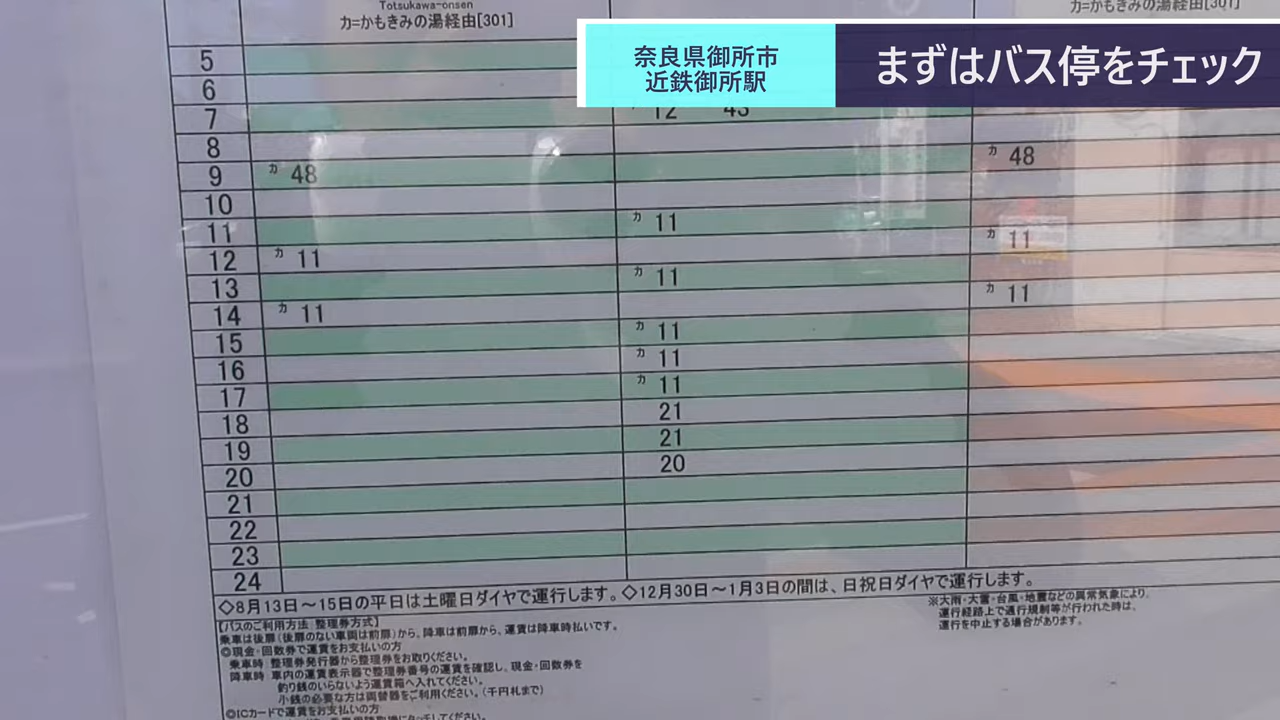 Totsukawa-onsen
カ=かもきみの湯経由[301]
カ=かもきみの湯経由[301]
奈良県御所市
近鉄御所駅
まずはバス停をチェック
5
6
7 12 43
8
9 カ 48 カ 48
10
11 カ 11
12 カ 11 カ 11
13 カ 11
14 カ 11 カ 11
15 カ 11
16 カ 11
17 カ 11
18 21
19 21
20 20
21
22
23
24
◇8月13日～15日の平日は土曜日ダイヤで運行します。◇12月30日～1月3日の間は、日祝日ダイヤで運行します。
※大雨・大雪・台風・地震などの異常気象により、
運行経路上で通行規制等が行われた時は、
運行を中止する場合があります。
【バスのご利用方法:整理券方式】
乗車は後扉(後扉のない車両は前扉)から、降車は前扉から、運賃は降車時払いです。
◎現金・回数券で運賃をお支払いの方
乗車時:整理券発行器から整理券をお取りください。
降車時:車内の運賃表示器で整理券番号の運賃を確認し、現金・回数券を
釣り銭のいらないよう運賃箱へ入れてください。
小銭の必要な方は両替器をご利用ください。(千円札まで)
◎ICカードで運賃をお支払いの方